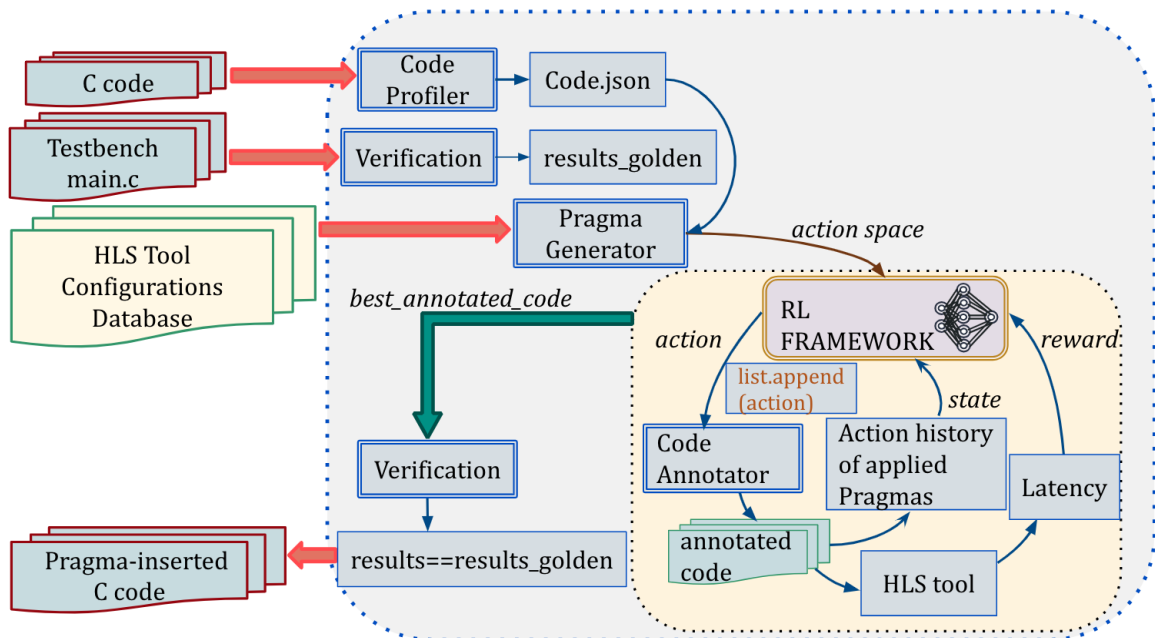 C code
Code
Profiler
Code.json
Testbench
main.c
Verification
results_golden
HLS Tool
Configurations
Database
Pragma
Generator
action space
best_annotated_code
RL
FRAMEWORK
action
reward
list.append
(action)
state
Code
Annotator
Action history
of applied
Pragmas
Latency
Verification
annotated
code
HLS tool
results==results_golden
Pragma-inserted
C code